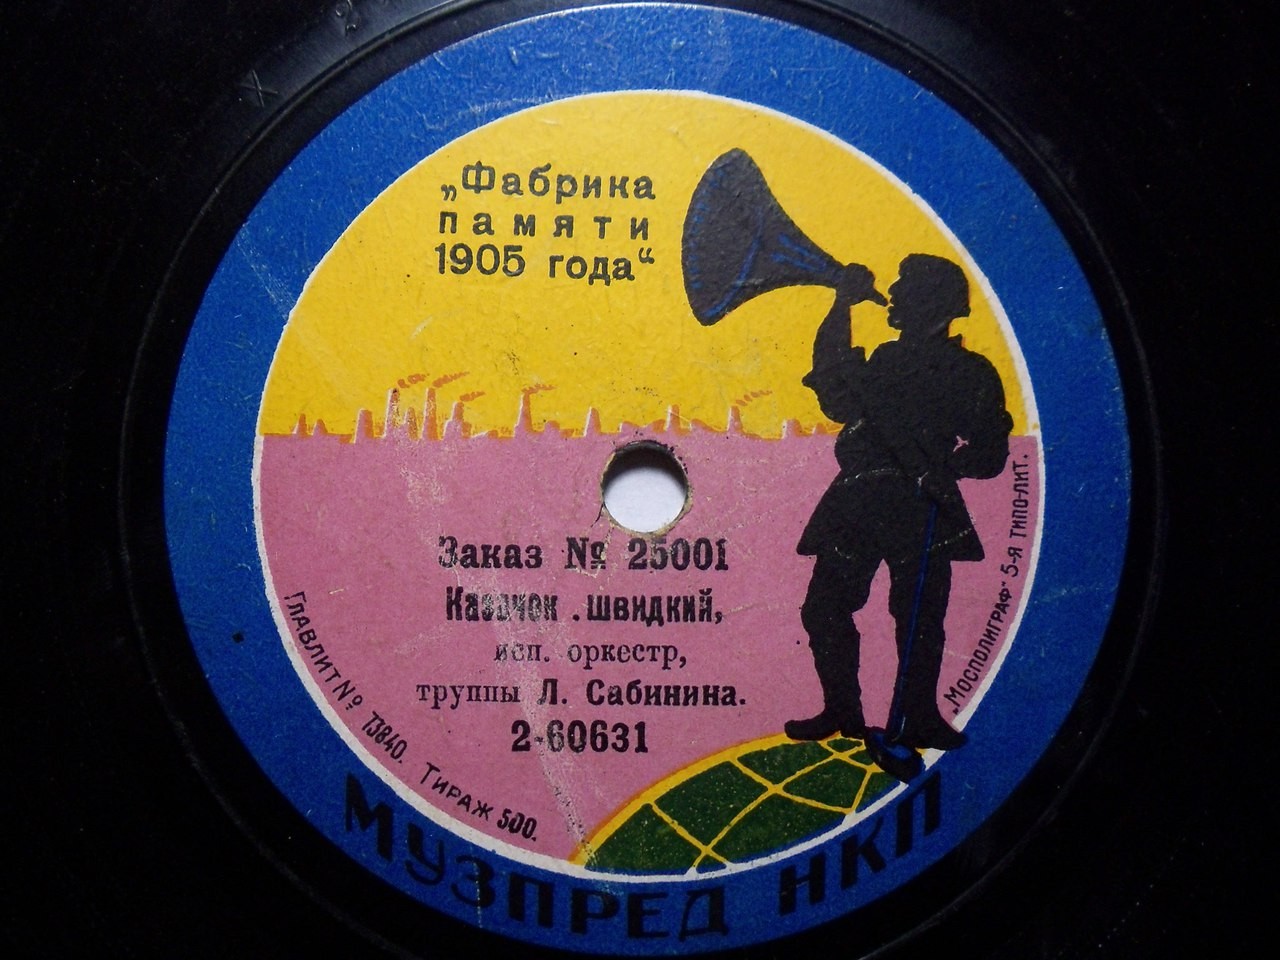 „Фабрика
памяти
1905 года“
Заказ № 25001
Казачок .швидкий,
исп. оркестр,
труппы Л. Сабинина.
2-60631
Главлит № П3840. Тираж 500.
„Мосполиграф" 5-я типо-лит.
МУЗПРЕД НКП